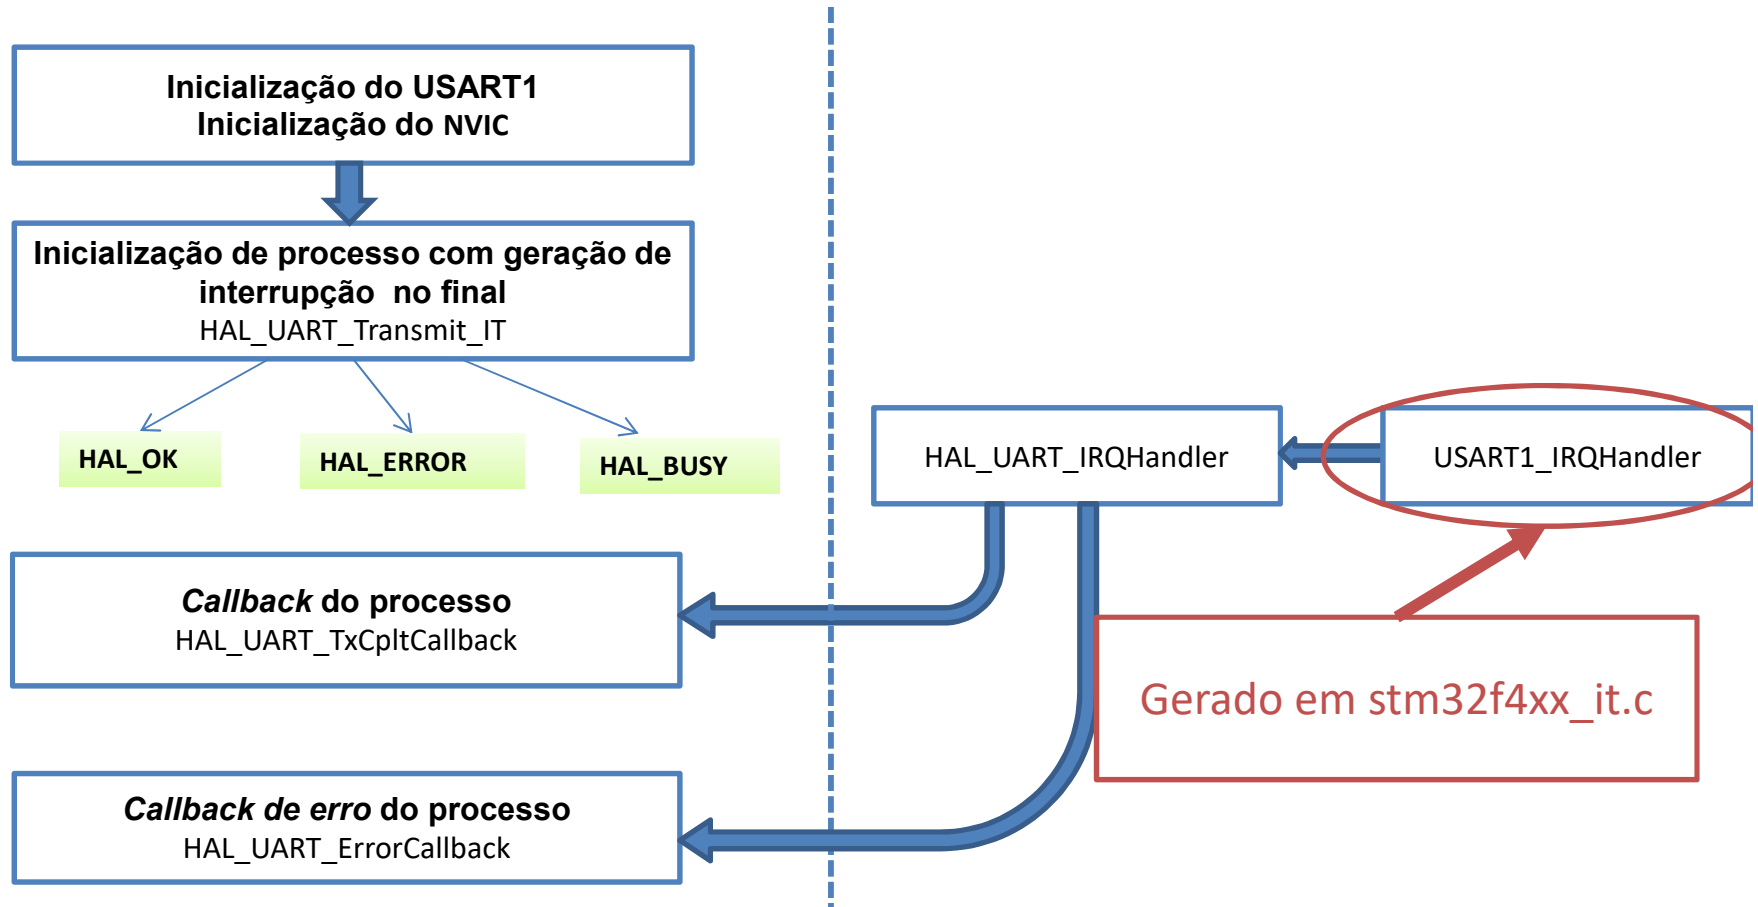 Inicialização do USART1
Inicialização do NVIC
Inicialização de processo com geração de
interrupção no final
HAL_UART_Transmit_IT
HAL_OK
HAL_ERROR
HAL_BUSY
HAL_UART_IRQHandler
USART1_IRQHandler
Callback do processo
HAL_UART_TxCpltCallback
Gerado em stm32f4xx_it.c
Callback de erro do processo
HAL_UART_ErrorCallback